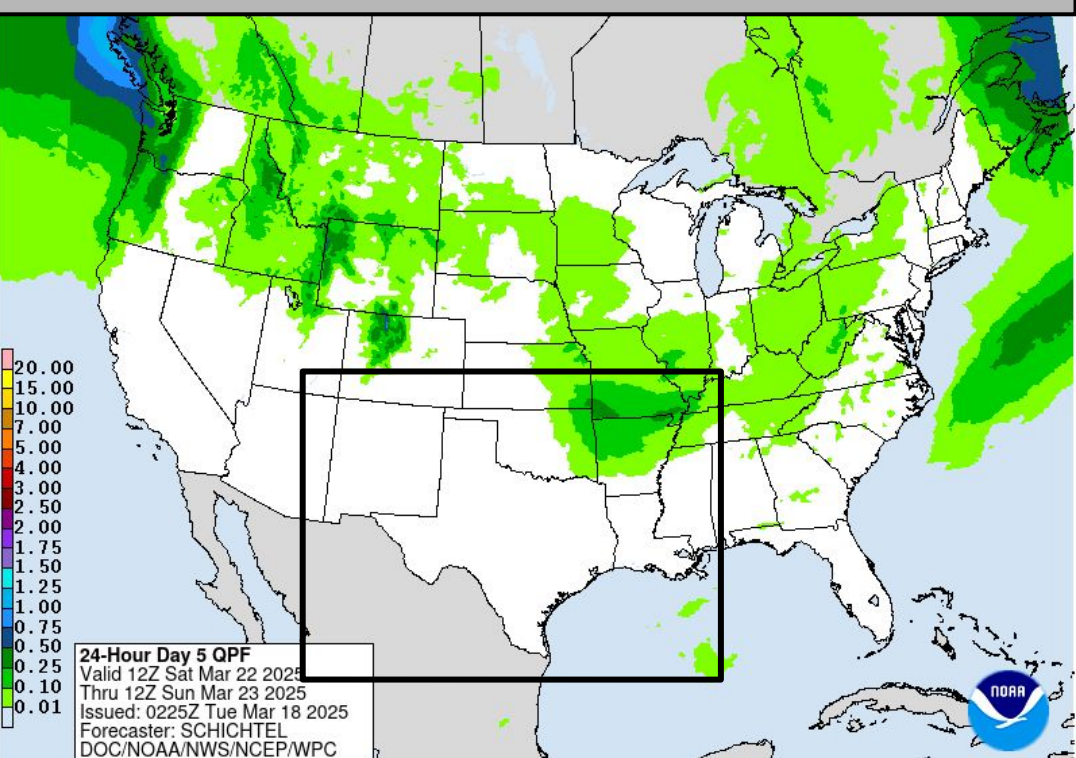 20.00
15.00
10.00
7.00
5.00
4.00
3.00
2.50
2.00
1.75
1.50
1.25
1.00
0.75
0.50
0.25
0.10
0.01
24-Hour Day 5 QPF
Valid 12Z Sat Mar 22 2025
Thru 12Z Sun Mar 23 2025
Issued: 0225Z Tue Mar 18 2025
Forecaster: SCHICHTEL
DOC/NOAA/NWS/NCEP/WPC
NOAA